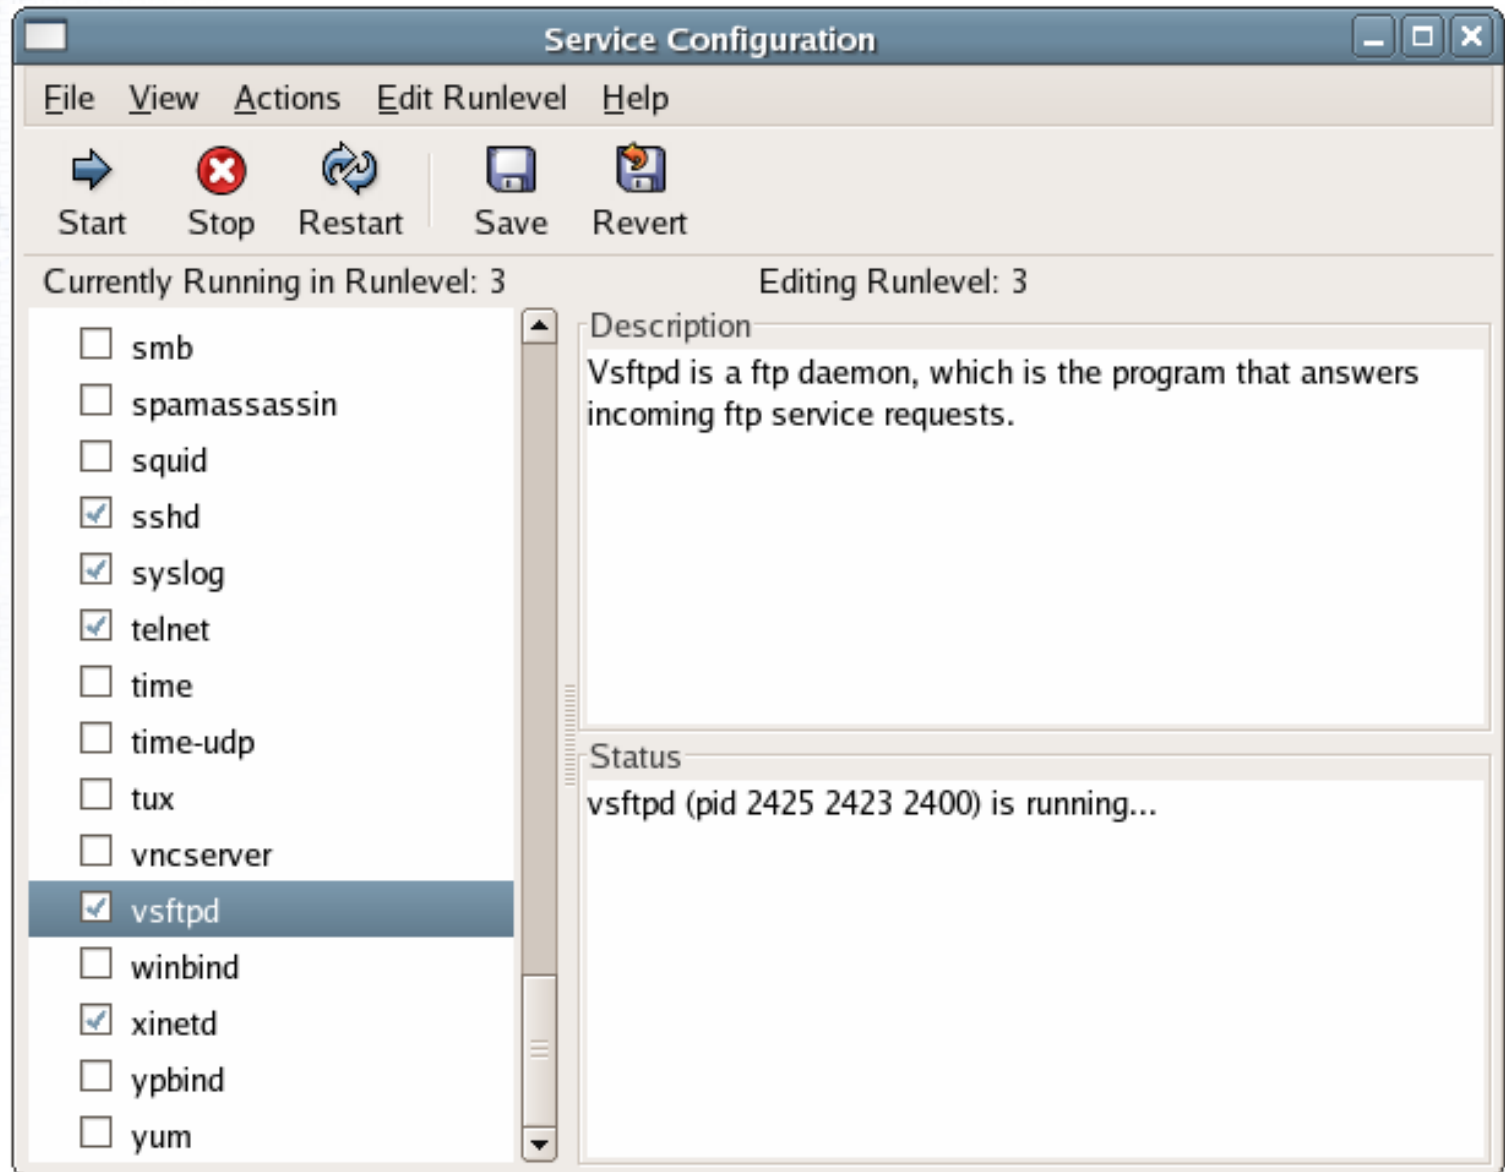 Service Configuration
File View Actions Edit Runlevel Help
Start Stop Restart Save Revert
Currently Running in Runlevel: 3
Editing Runlevel: 3
smb
spamassassin
squid
sshd
syslog
telnet
time
time-udp
tux
vncserver
vsftpd
winbind
xinetd
ypbind
yum
Description
Vsftpd is a ftp daemon, which is the program that answers
incoming ftp service requests.
Status
vsftpd (pid 2425 2423 2400) is running...